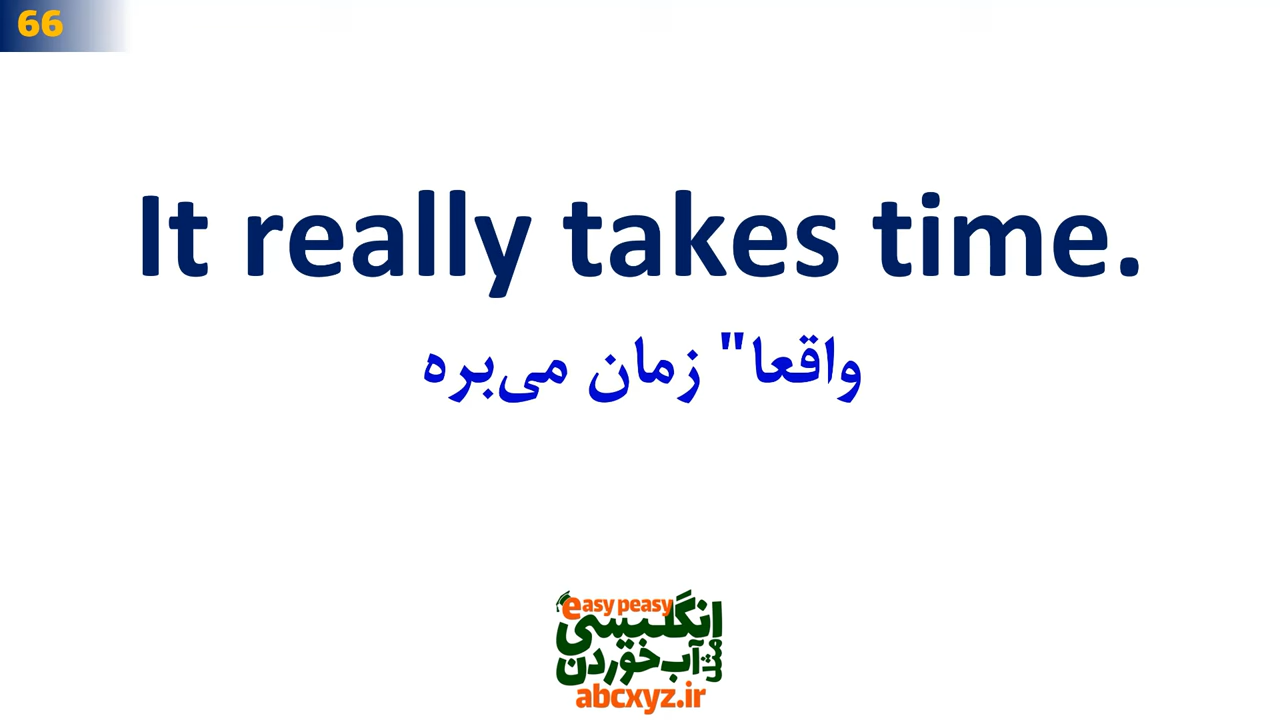 66
It really takes time.
واقعا" زمان می‌بره
easy peasy
انگلیسی
مثل
آب خوردن
abcxyz.ir